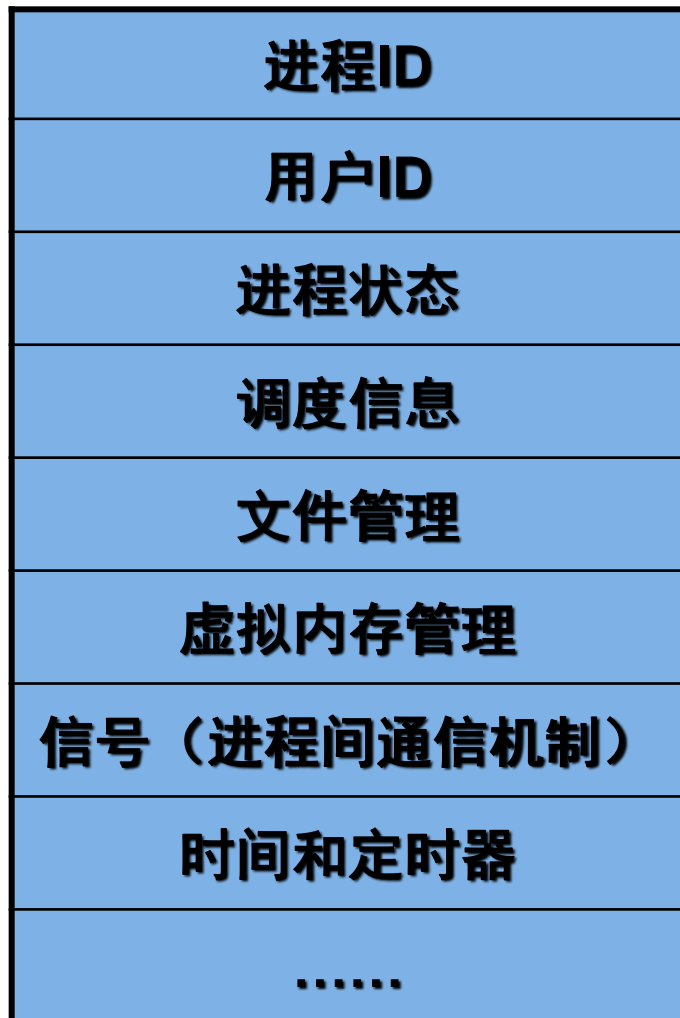 进程ID
用户ID
进程状态
调度信息
文件管理
虚拟内存管理
信号（进程间通信机制）
时间和定时器
……